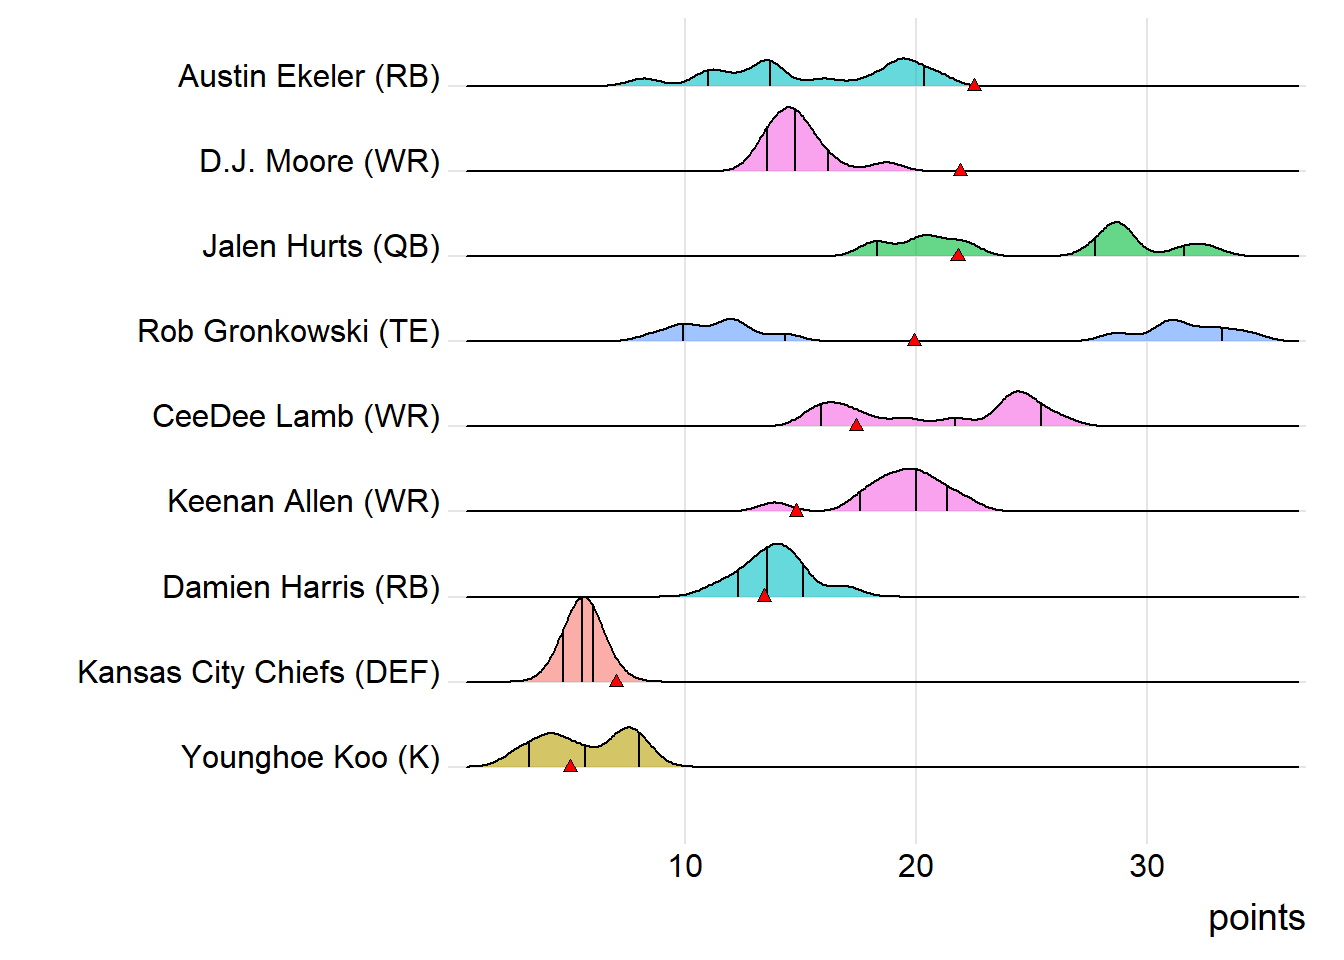 Austin Ekeler (RB)
D.J. Moore (WR)
Jalen Hurts (QB)
Rob Gronkowski (TE)
CeeDee Lamb (WR)
Keenan Allen (WR)
Damien Harris (RB)
Kansas City Chiefs (DEF)
Younghoe Koo (K)
10 20 30
points